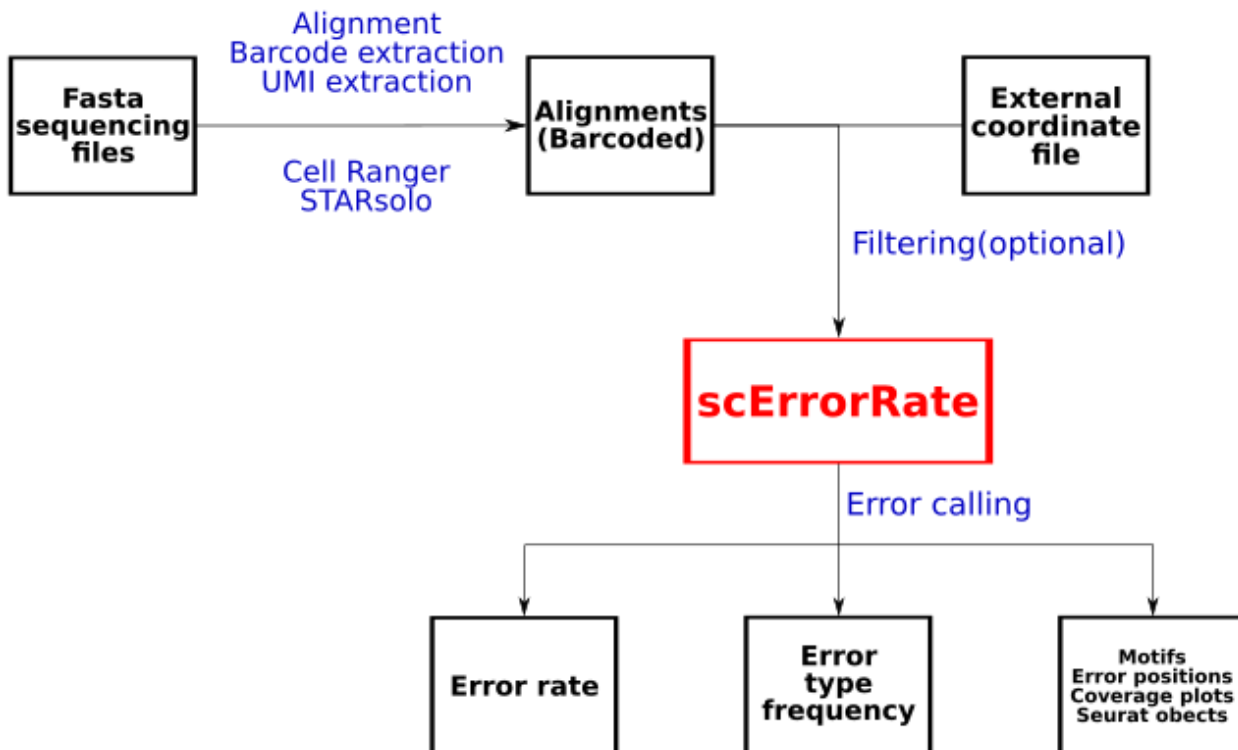 Alignment
Barcode extraction
UMI extraction
Fasta
sequencing
files
Cell Ranger
STARsolo
Alignments
(Barcoded)
External
coordinate
file
Filtering(optional)
scErrorRate
Error calling
Error rate
Error
type
frequency
Motifs
Error positions
Coverage plots
Seurat obects